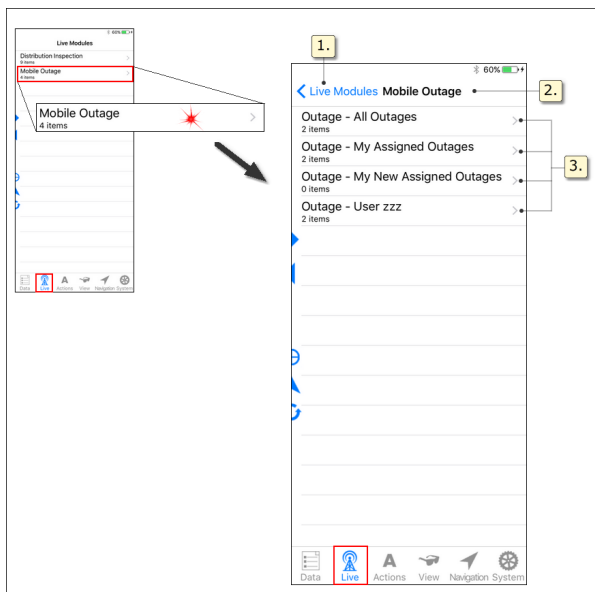 60%
Live Modules
Distribution Inspection
9 items
Mobile Outage
4 items
Mobile Outage
4 items
Data Live Actions View Navigation System
1.
60%
Live Modules Mobile Outage
2.
Outage - All Outages
2 items
Outage - My Assigned Outages
2 items
3.
Outage - My New Assigned Outages
0 items
Outage - User zzz
2 items
Data Live Actions View Navigation System